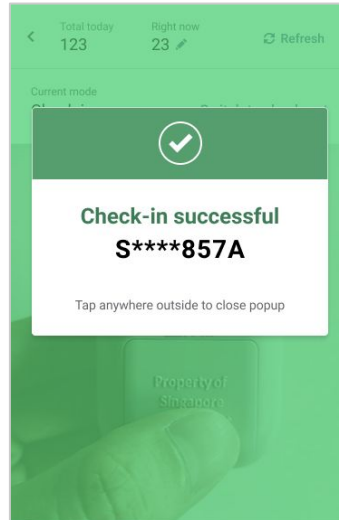 Total today
Right now
123
23
Refresh
Current mode
Check-in successful
S****857A
Tap anywhere outside to close popup
Property of
Singapore